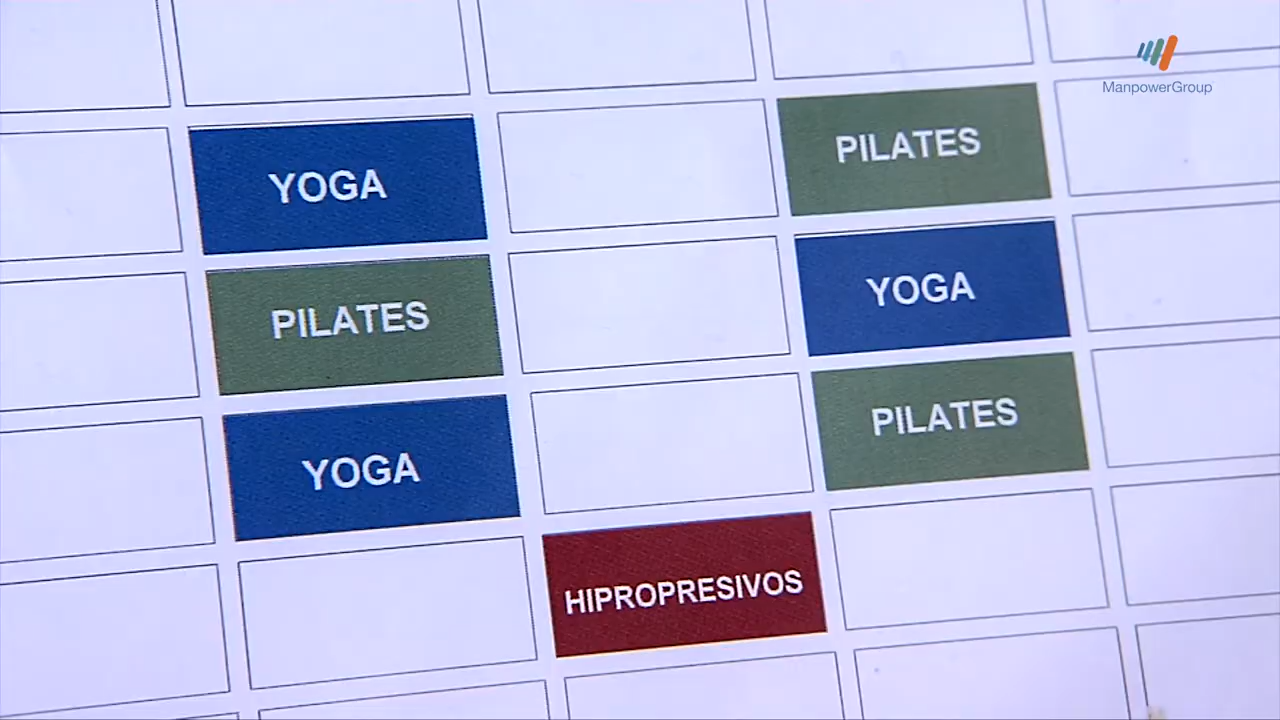 ManpowerGroup
YOGA
PILATES
PILATES
YOGA
YOGA
PILATES
HIPROPRESIVOS